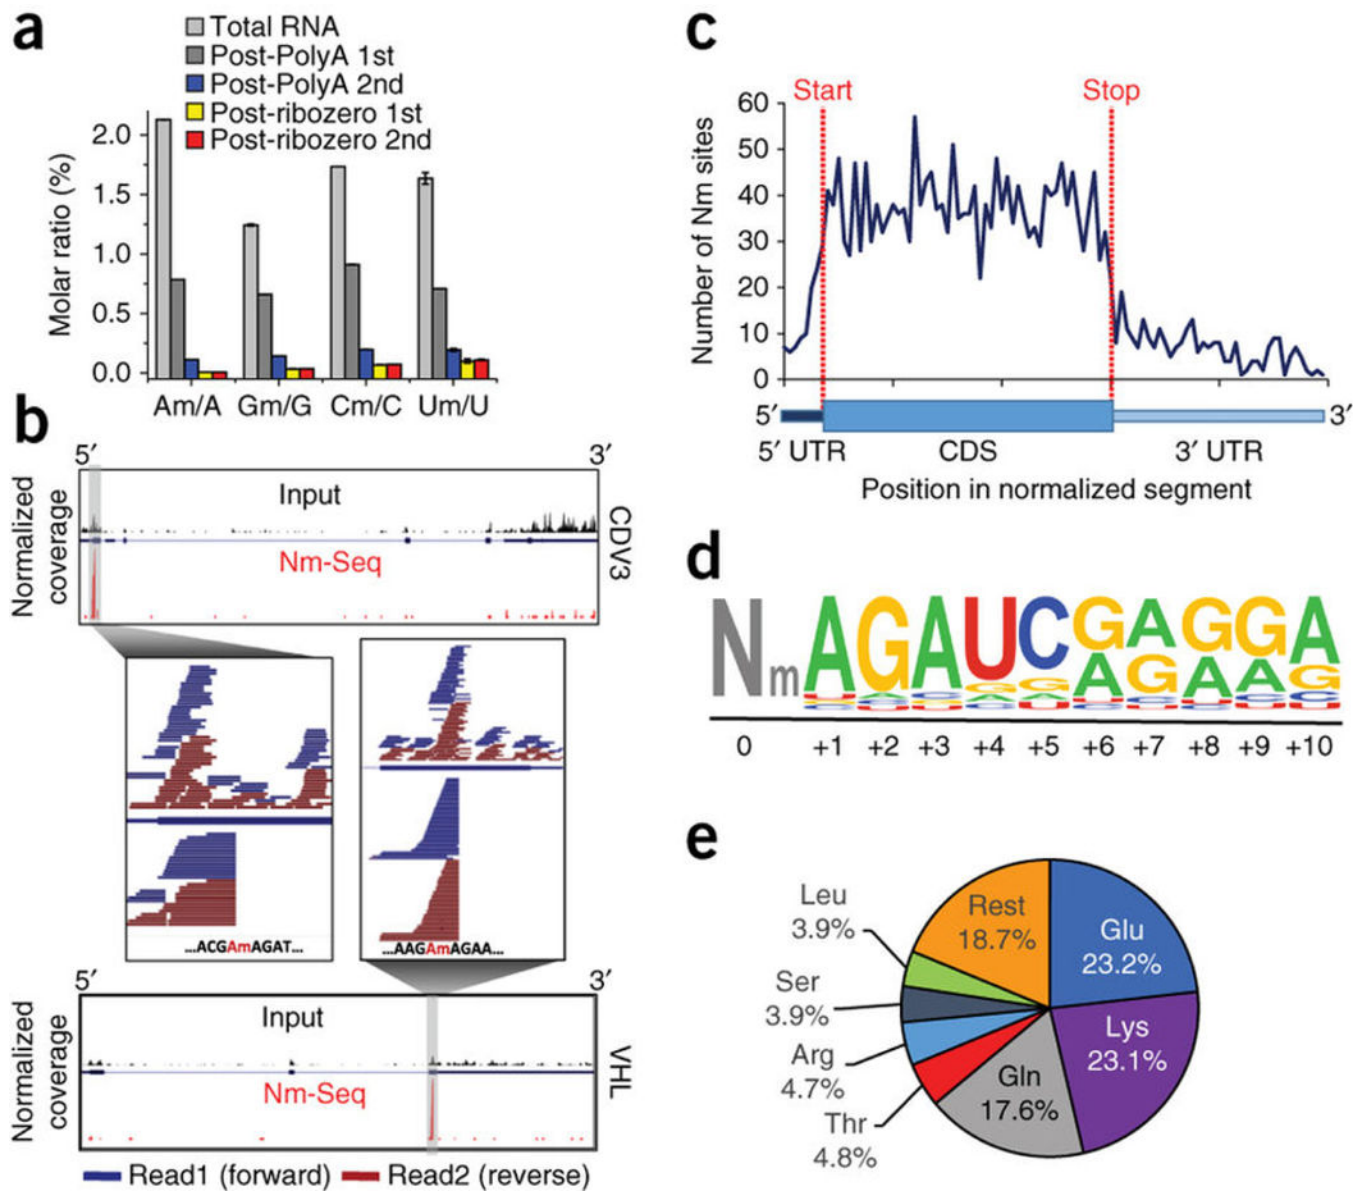 a
Total RNA
Post-PolyA 1st
Post-PolyA 2nd
Post-ribozero 1st
Post-ribozero 2nd
Molar ratio (%)
2.0
1.5
1.0
0.5
0.0
Am/A Gm/G Cm/C Um/U
b
5′ 3′
Normalized
coverage
Input
Nm-Seq
CDV3
...ACGAmAGAT...
...AAGAmAGAA...
5′ 3′
Normalized
coverage
Input
Nm-Seq
VHL
Read1 (forward) Read2 (reverse)
c
Start Stop
Number of Nm sites
60
50
40
30
20
10
0
5′ 3′
5′ UTR CDS 3′ UTR
Position in normalized segment
d
NmAGAUCGAGGA
UACGGAGAAG
CGGAACCCCC
GCCCUUUUUU
0 +1 +2 +3 +4 +5 +6 +7 +8 +9 +10
e
Leu
3.9%
Ser
3.9%
Arg
4.7%
Thr
4.8%
Rest
18.7%
Glu
23.2%
Lys
23.1%
Gln
17.6%